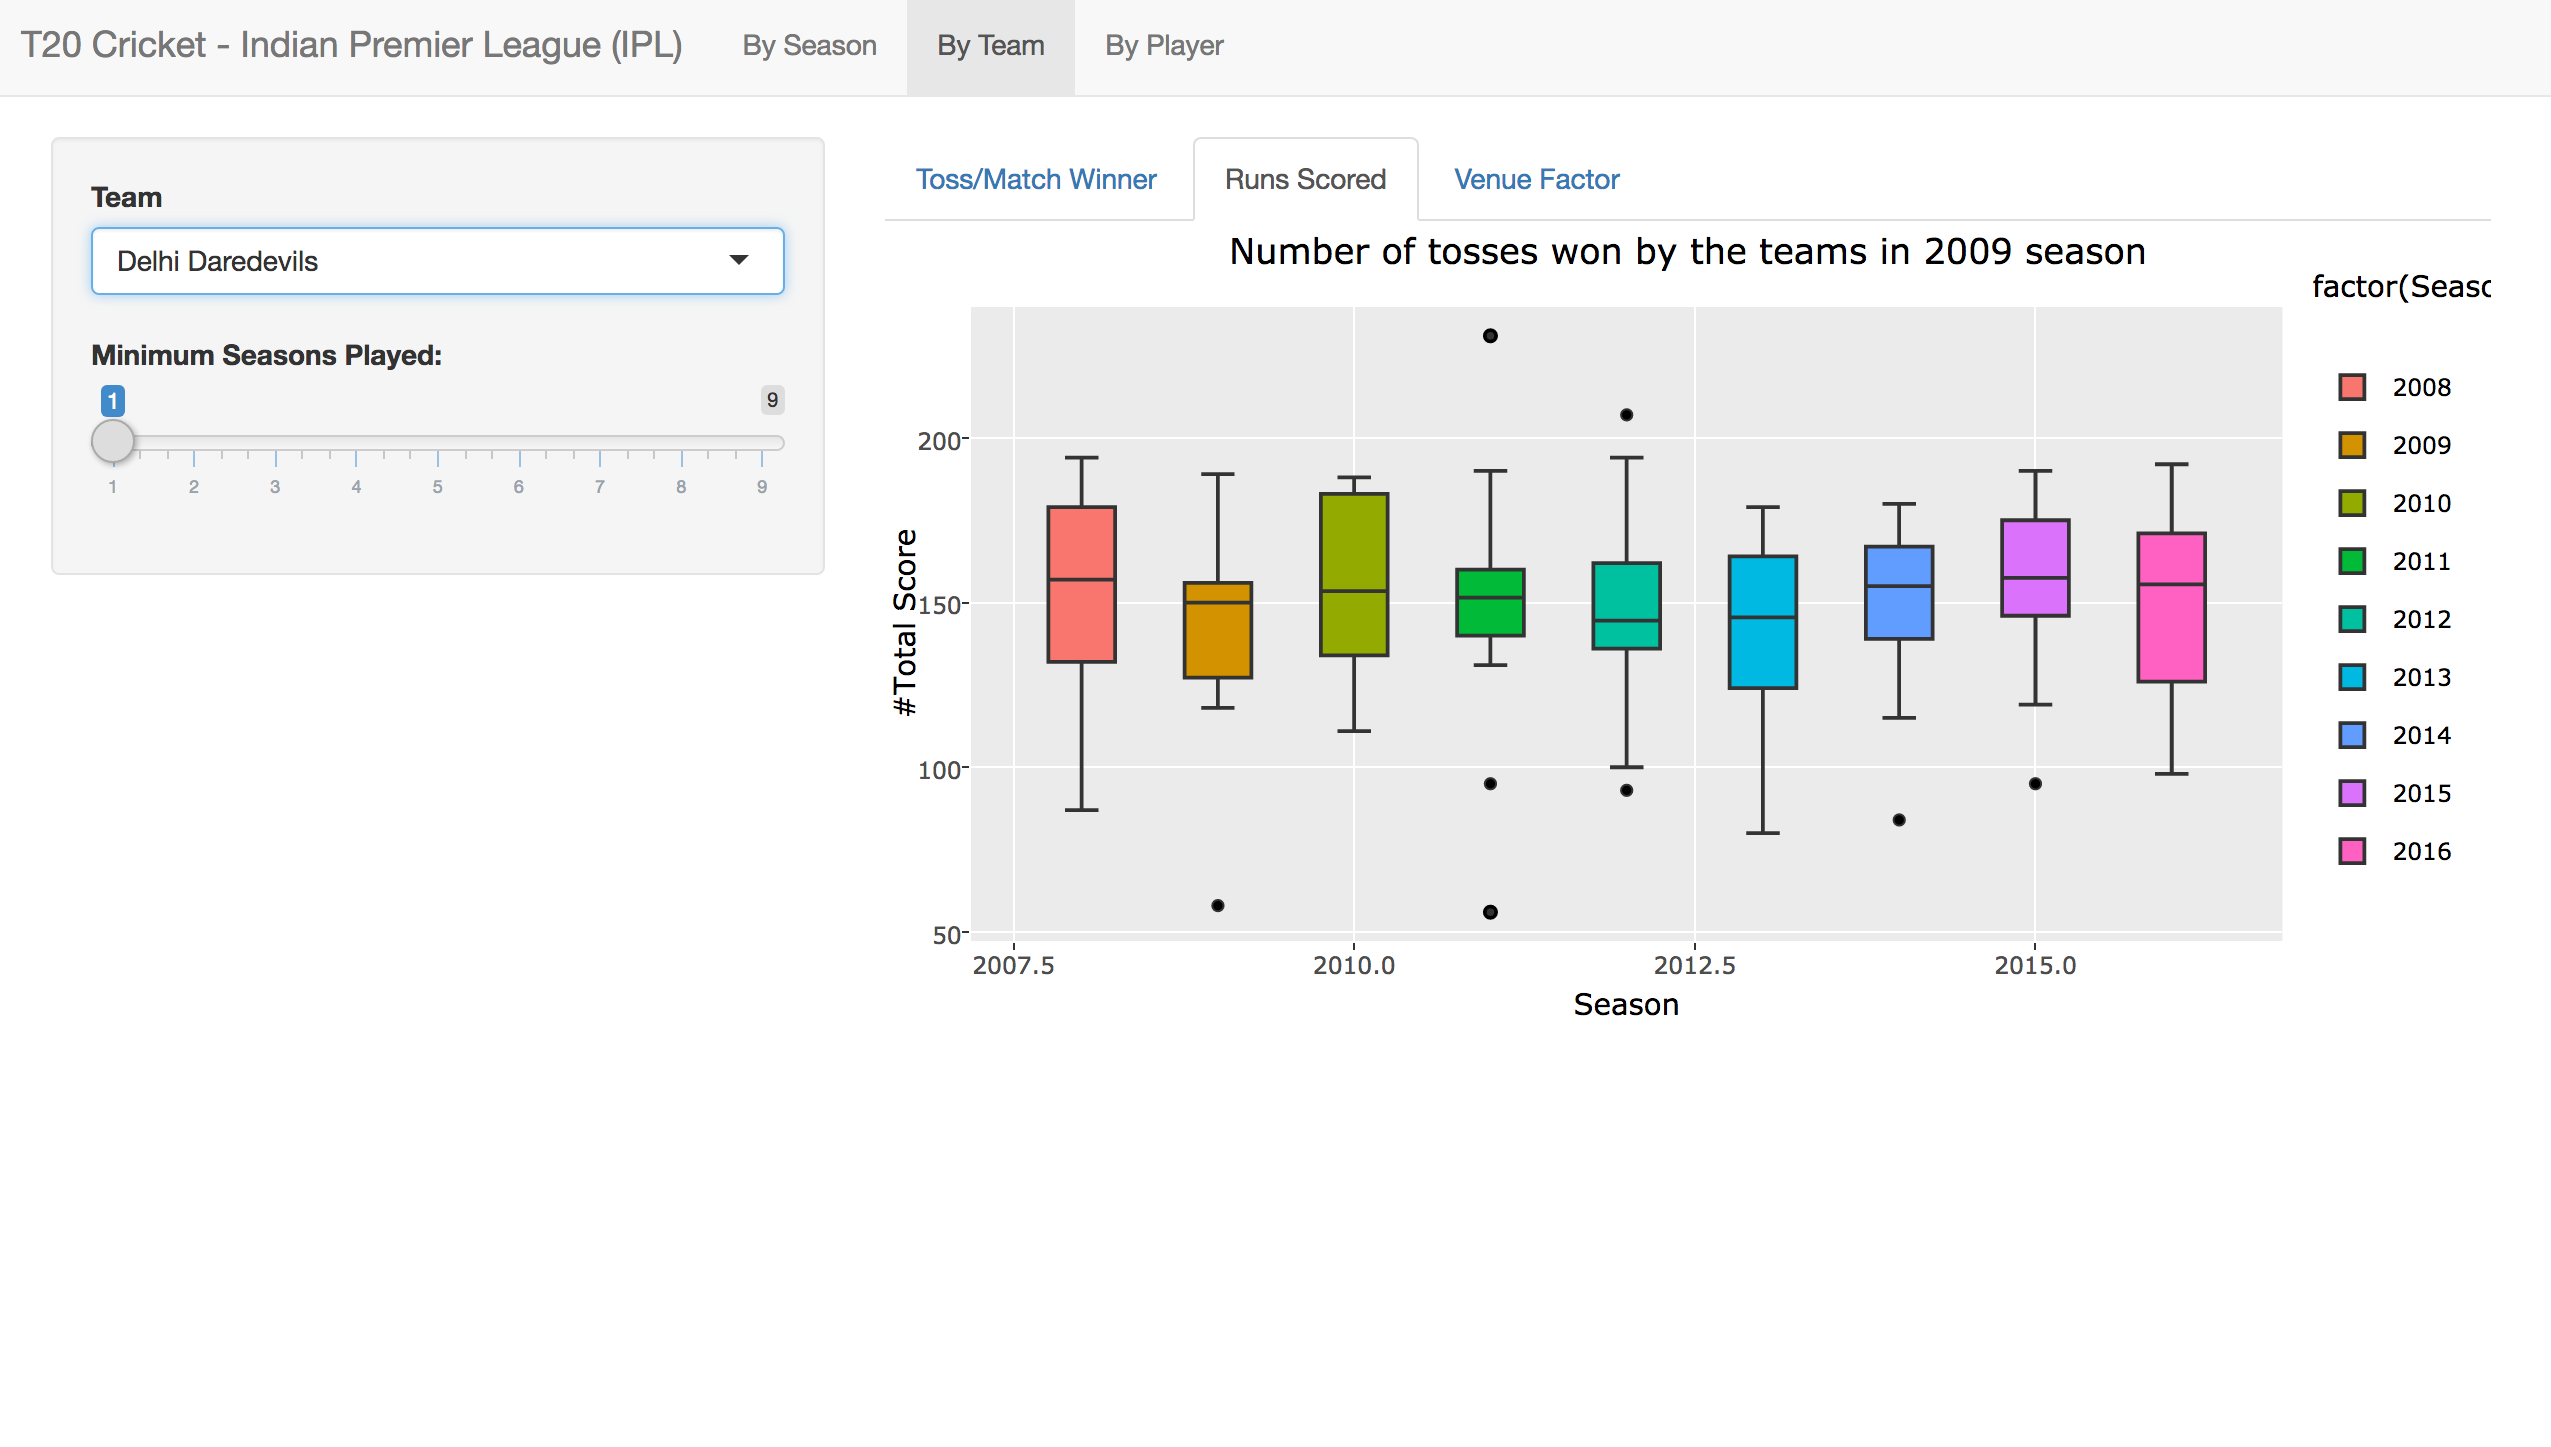 T20 Cricket - Indian Premier League (IPL) By Season By Team By Player
Team
Delhi Daredevils
Minimum Seasons Played:
1 9
1 2 3 4 5 6 7 8 9
Toss/Match Winner Runs Scored Venue Factor
Number of tosses won by the teams in 2009 season
#Total Score
200
150
100
50
2007.5 2010.0 2012.5 2015.0
Season
factor(Seasc
2008
2009
2010
2011
2012
2013
2014
2015
2016